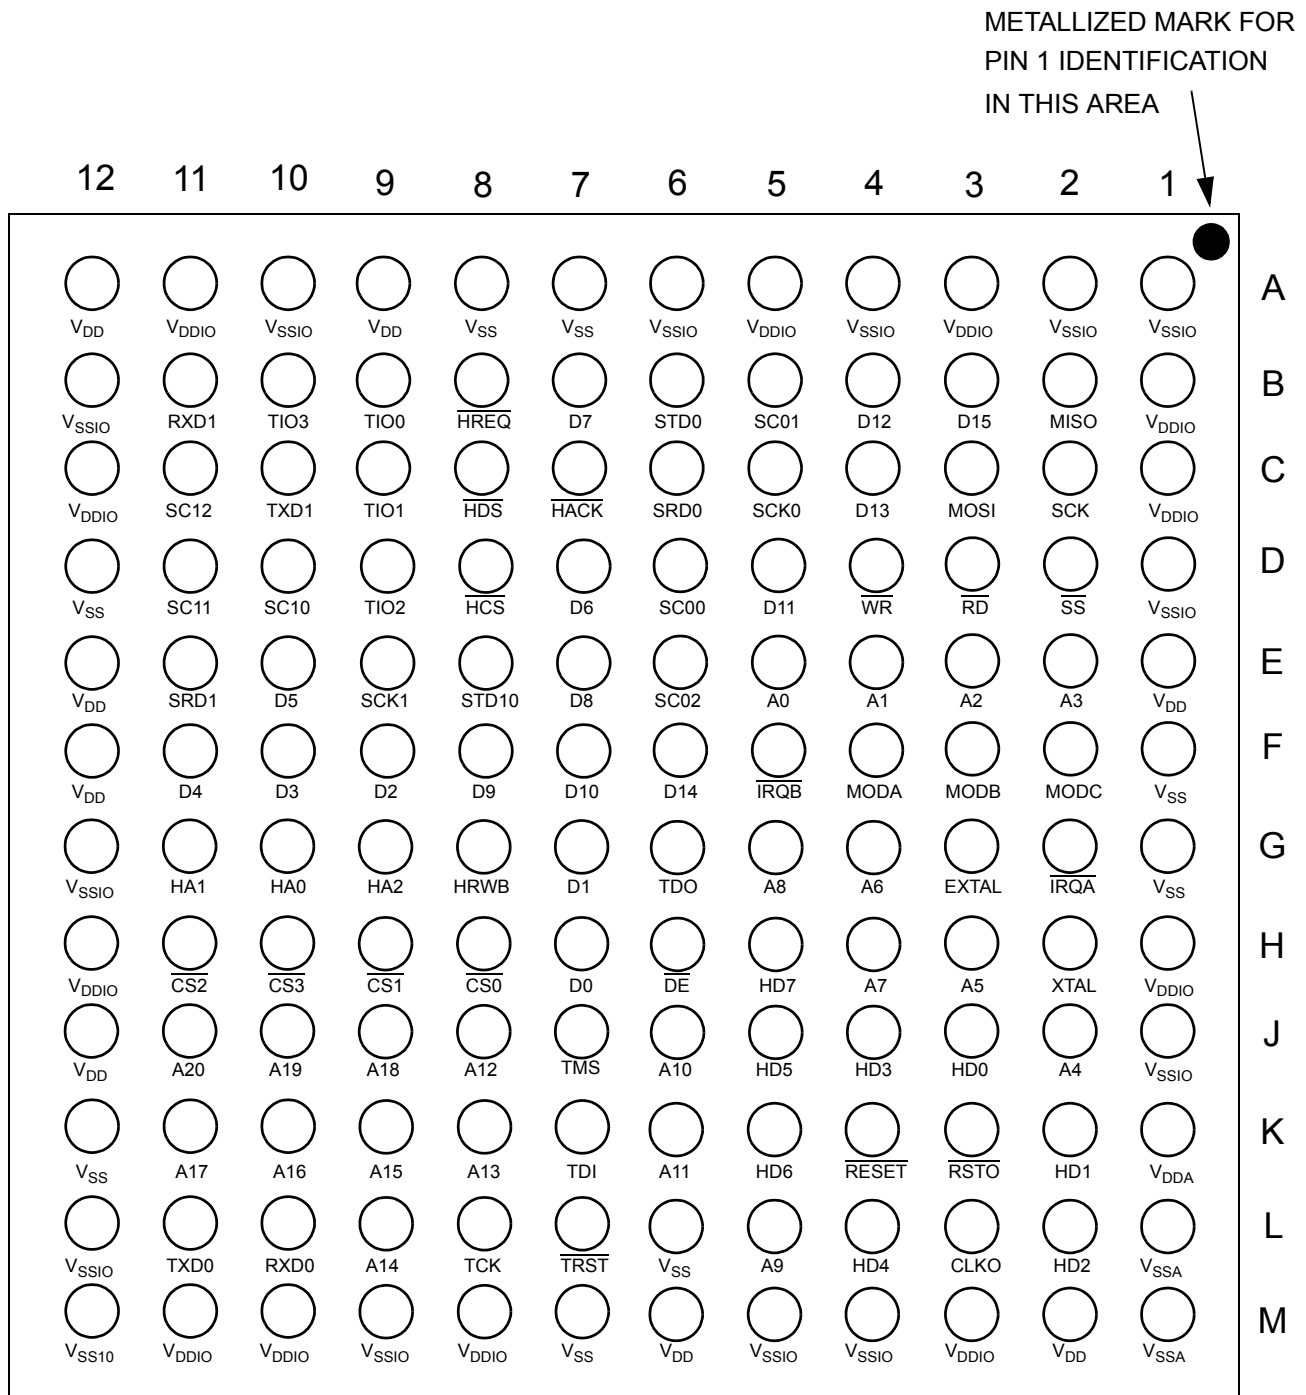 METALLIZED MARK FOR
PIN 1 IDENTIFICATION
IN THIS AREA
12 11 10 9 8 7 6 5 4 3 2 1
A
VDD VDDIO VSSIO VDD VSS VSS VSSIO VDDIO VSSIO VDDIO VSSIO VSSIO
B
VSSIO RXD1 TIO3 TIO0 HREQ D7 STD0 SC01 D12 D15 MISO VDDIO
C
VDDIO SC12 TXD1 TIO1 HDS HACK SRD0 SCK0 D13 MOSI SCK VDDIO
D
VSS SC11 SC10 TIO2 HCS D6 SC00 D11 WR RD SS VSSIO
E
VDD SRD1 D5 SCK1 STD10 D8 SC02 A0 A1 A2 A3 VDD
F
VDD D4 D3 D2 D9 D10 D14 IRQB MODA MODB MODC VSS
G
VSSIO HA1 HA0 HA2 HRWB D1 TDO A8 A6 EXTAL IRQA VSS
H
VDDIO CS2 CS3 CS1 CS0 D0 DE HD7 A7 A5 XTAL VDDIO
J
VDD A20 A19 A18 A12 TMS A10 HD5 HD3 HD0 A4 VSSIO
K
VSS A17 A16 A15 A13 TDI A11 HD6 RESET RSTO HD1 VDDA
L
VSSIO TXD0 RXD0 A14 TCK TRST VSS A9 HD4 CLKO HD2 VSSA
M
VSS10 VDDIO VDDIO VSSIO VDDIO VSS VDD VSSIO VSSIO VDDIO VDD VSSA